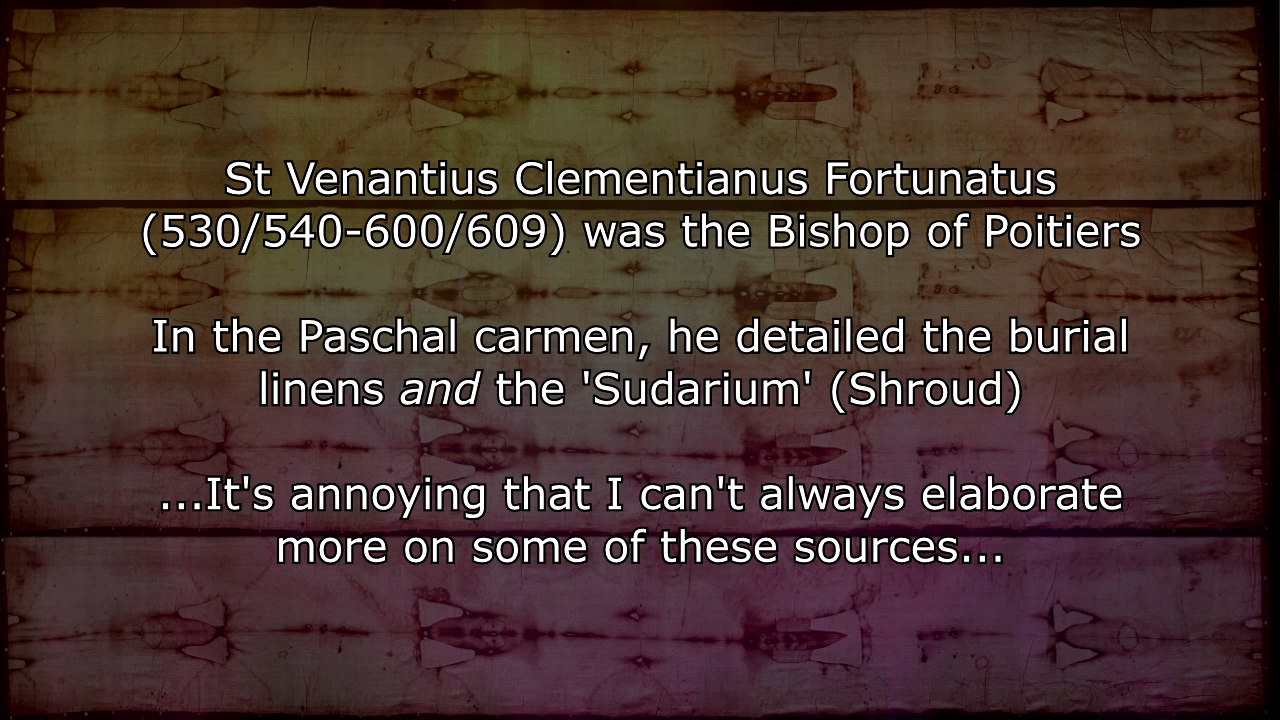 St Venantius Clementianus Fortunatus
(530/540-600/609) was the Bishop of Poitiers
In the Paschal carmen, he detailed the burial
linens and the 'Sudarium' (Shroud)
...It's annoying that I can't always elaborate
more on some of these sources...